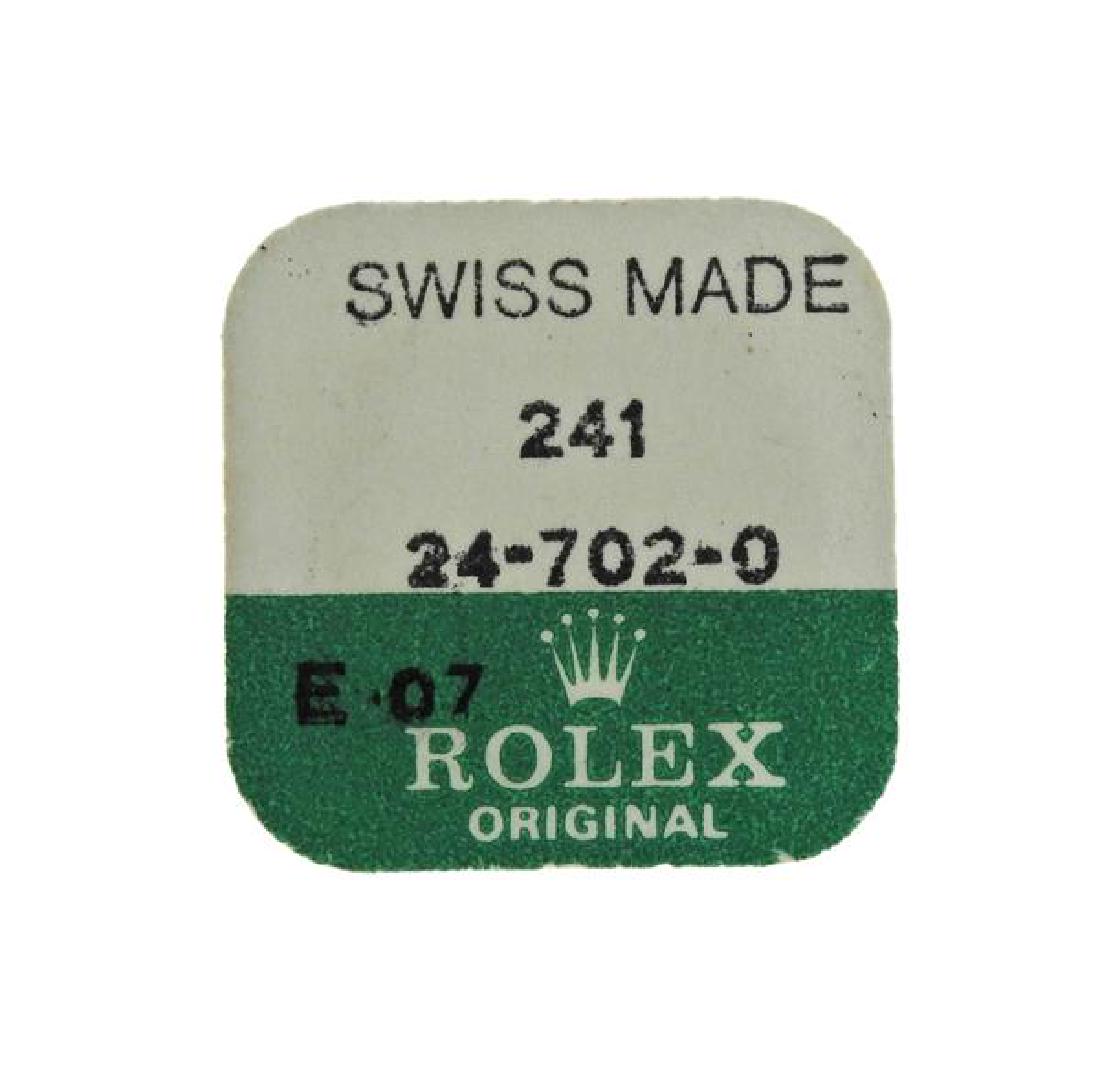 SWISS MADE
241
24-702-0
E.07
ROLEX
ORIGINAL